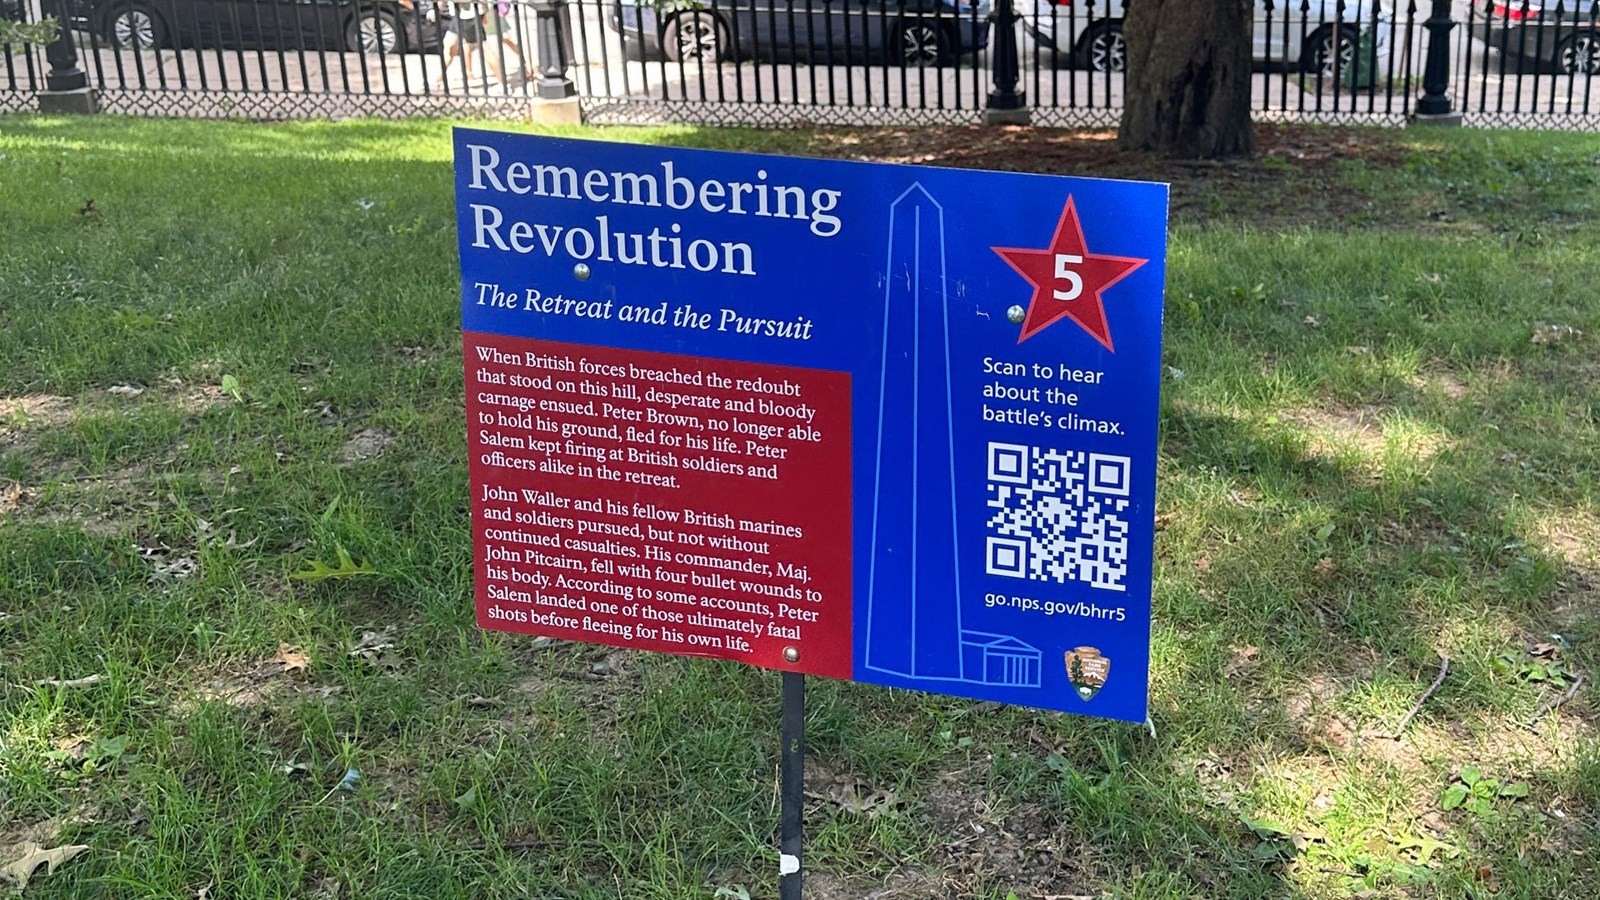 Remembering
Revolution
The Retreat and the Pursuit
When British forces breached the redoubt
that stood on this hill, desperate and bloody
carnage ensued. Peter Brown, no longer able
to hold his ground, fled for his life. Peter
Salem kept firing at British soldiers and
officers alike in the retreat.
John Waller and his fellow British marines
and soldiers pursued, but not without
continued casualties. His commander, Maj.
John Pitcairn, fell with four bullet wounds to
his body. According to some accounts, Peter
Salem landed one of those ultimately fatal
shots before fleeing for his own life.
5
Scan to hear
about the
battle's climax.
go.nps.gov/bhrr5
NATIONAL
PARK
SERVICE